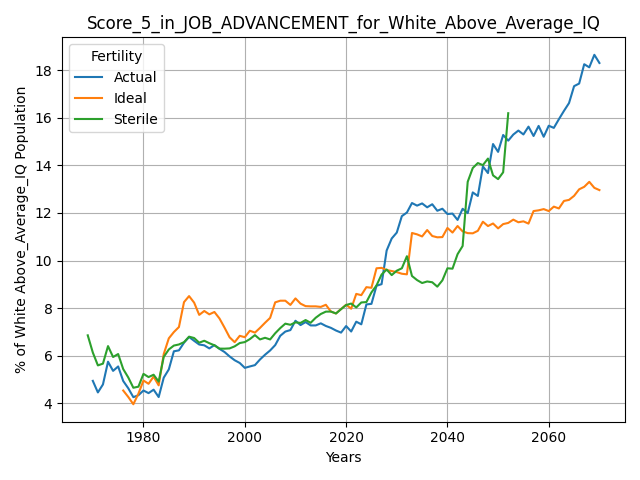 Score_5_in_JOB_ADVANCEMENT_for_White_Above_Average_IQ
% of White Above_Average_IQ Population
Fertility
Actual
Ideal
Sterile
18
16
14
12
10
8
6
4
1980
2000
2020
2040
2060
Years